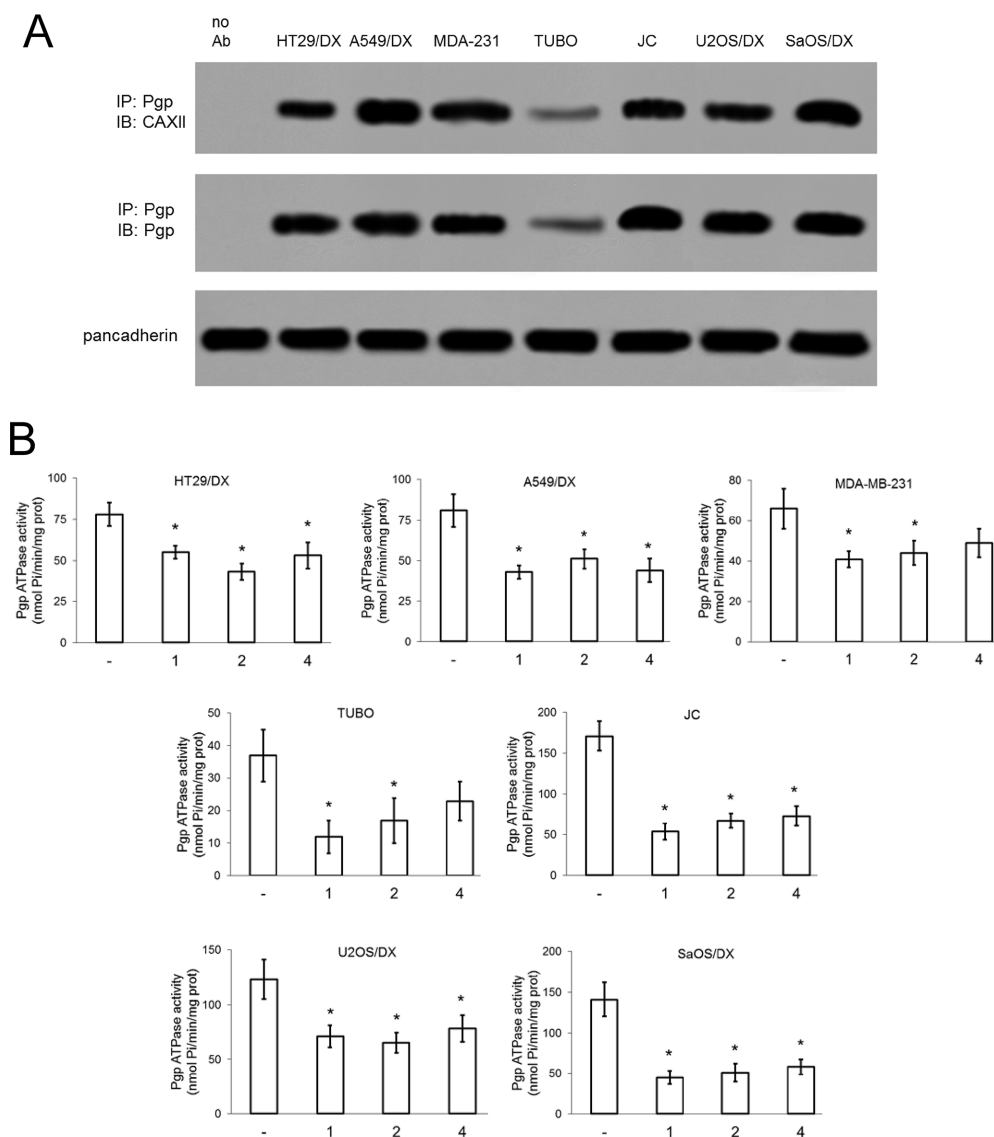 A
no
Ab
HT29/DX A549/DX MDA-231 TUBO JC U2OS/DX SaOS/DX
IP: Pgp
IB: CAXII
IP: Pgp
IB: Pgp
pancadherin
B
HT29/DX
Pgp ATPase activity
(nmol Pi/min/mg prot)
100
75
50
25
0
* * *
- 1 2 4
A549/DX
Pgp ATPase activity
(nmol Pi/min/mg prot)
100
75
50
25
0
* * *
- 1 2 4
MDA-MB-231
Pgp ATPase activity
(nmol Pi/min/mg prot)
80
60
40
20
0
* *
- 1 2 4
TUBO
Pgp ATPase activity
(nmol Pi/min/mg prot)
50
40
30
20
10
0
* *
- 1 2 4
JC
Pgp ATPase activity
(nmol Pi/min/mg prot)
200
150
100
50
0
* * *
- 1 2 4
U2OS/DX
Pgp ATPase activity
(nmol Pi/min/mg prot)
150
100
50
0
* * *
- 1 2 4
SaOS/DX
Pgp ATPase activity
(nmol Pi/min/mg prot)
200
150
100
50
0
* * *
- 1 2 4